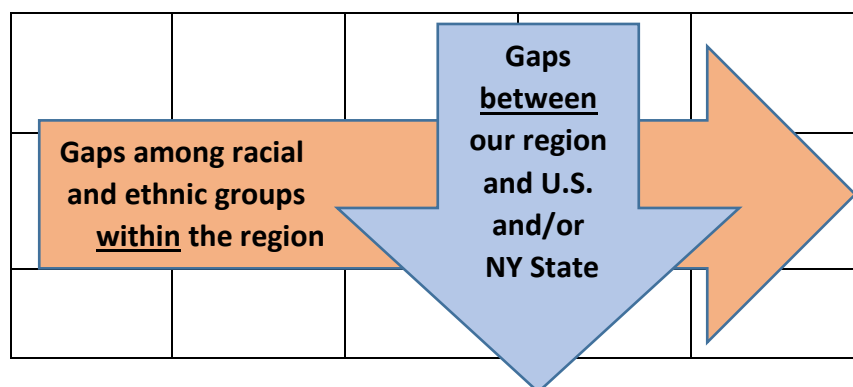 Gaps among racial
and ethnic groups
within the region
Gaps
between
our region
and U.S.
and/or
NY State